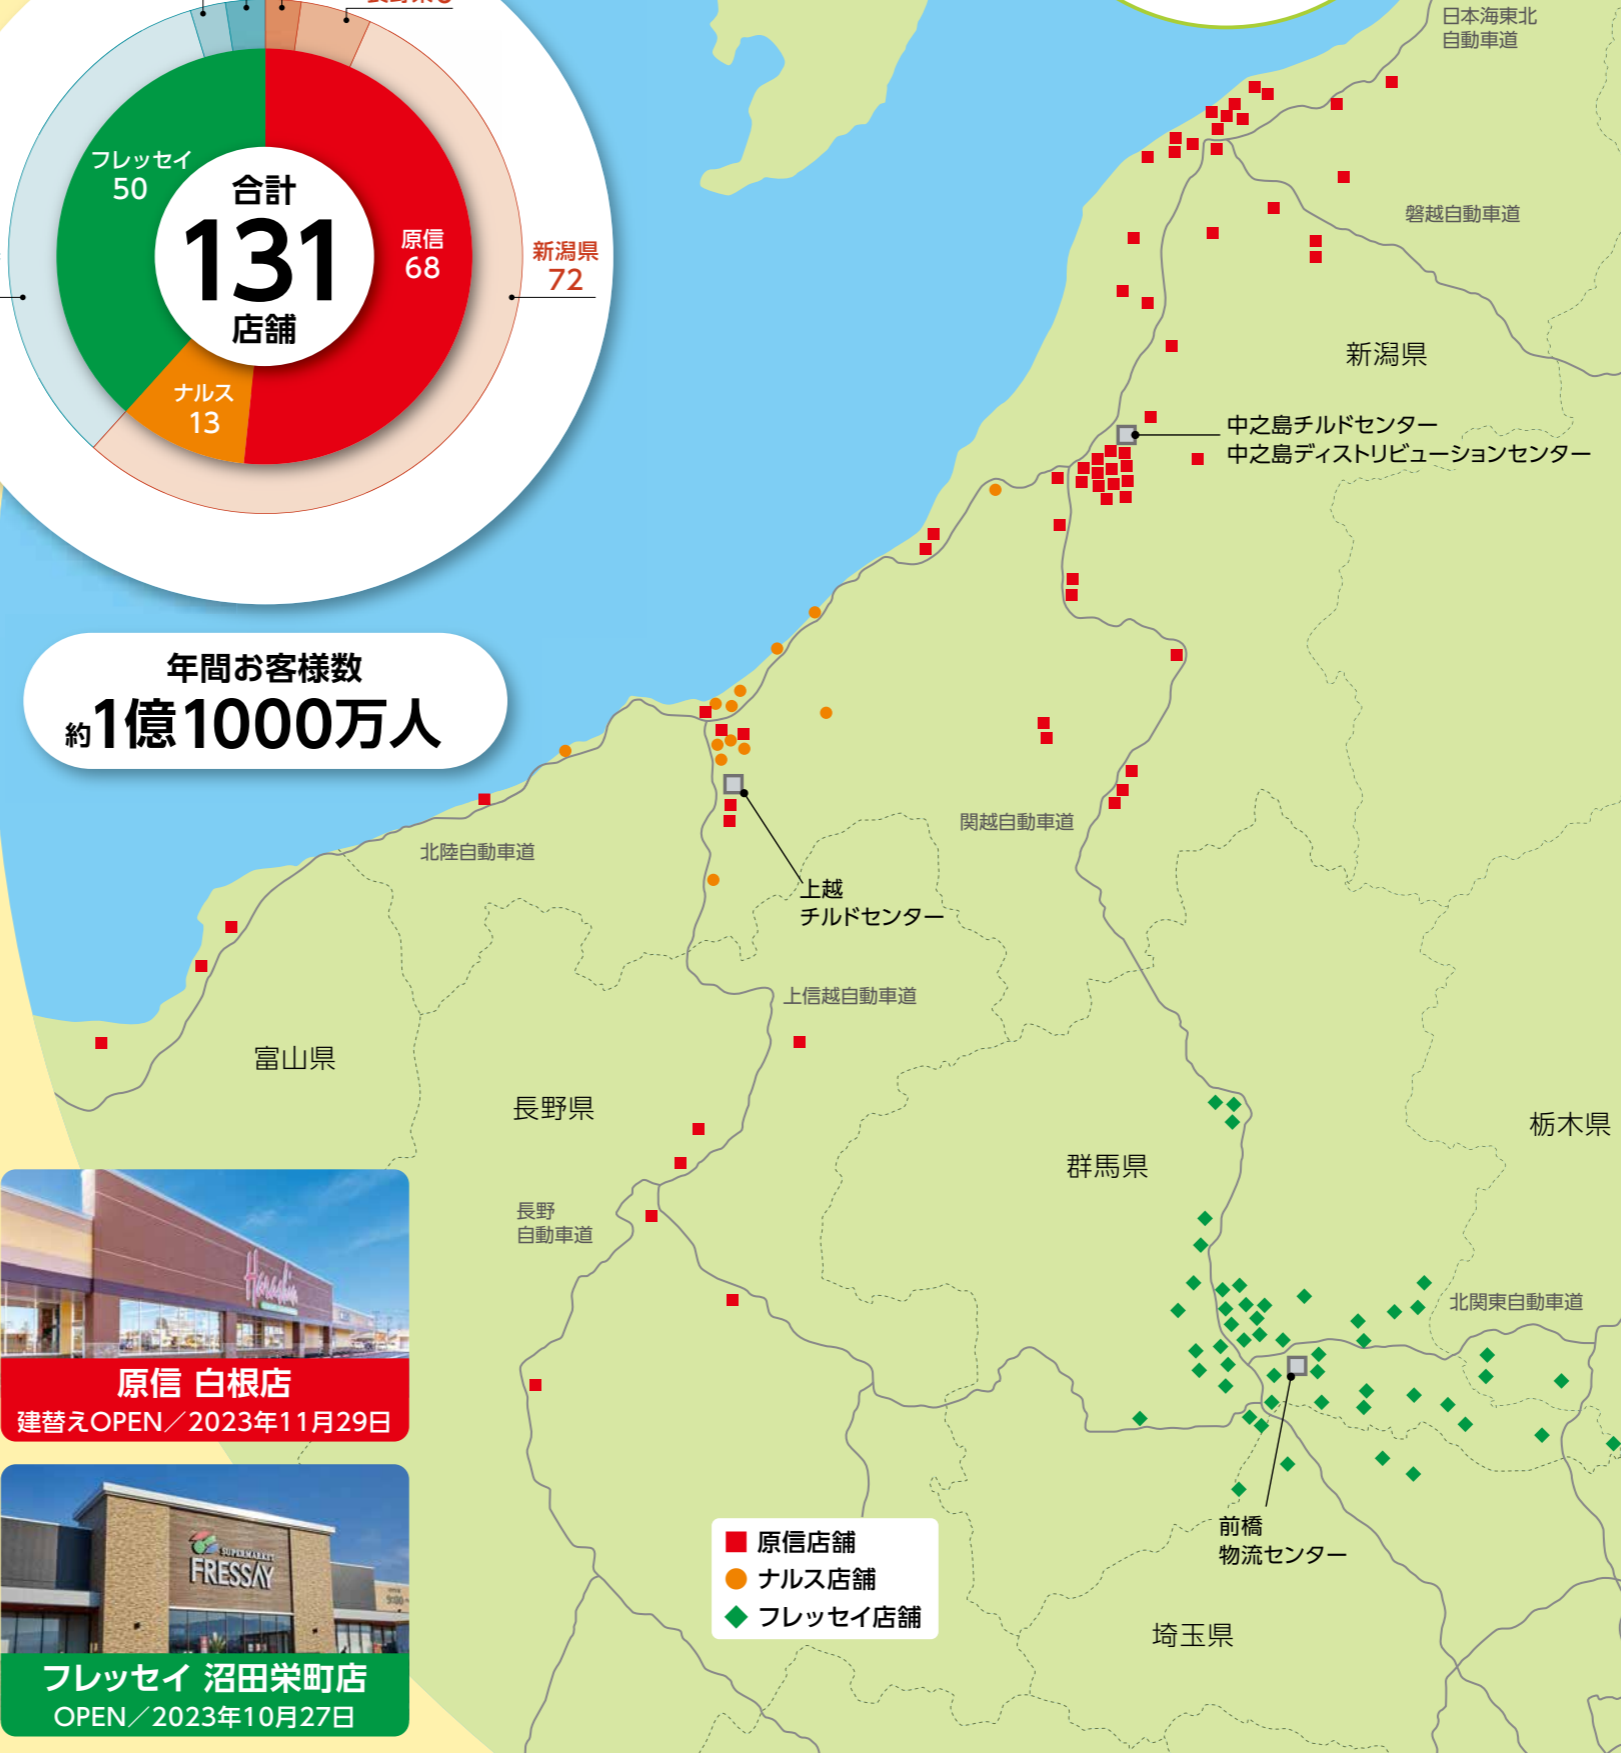 日本海東北
自動車道
フレッセイ
50
合計
131
店舗
原信
68
ナルス
13
新潟県
72
年間お客様数
約1億1000万人
磐越自動車道
新潟県
中之島チルドセンター
中之島ディストリビューションセンター
関越自動車道
北陸自動車道
上越
チルドセンター
上信越自動車道
富山県
長野県
群馬県
栃木県
長野
自動車道
北関東自動車道
前橋
物流センター
埼玉県
Harashin
原信 白根店
建替えOPEN／2023年11月29日
SUPERMARKET
FRESSAY
フレッセイ 沼田栄町店
OPEN／2023年10月27日
原信店舗
ナルス店舗
フレッセイ店舗